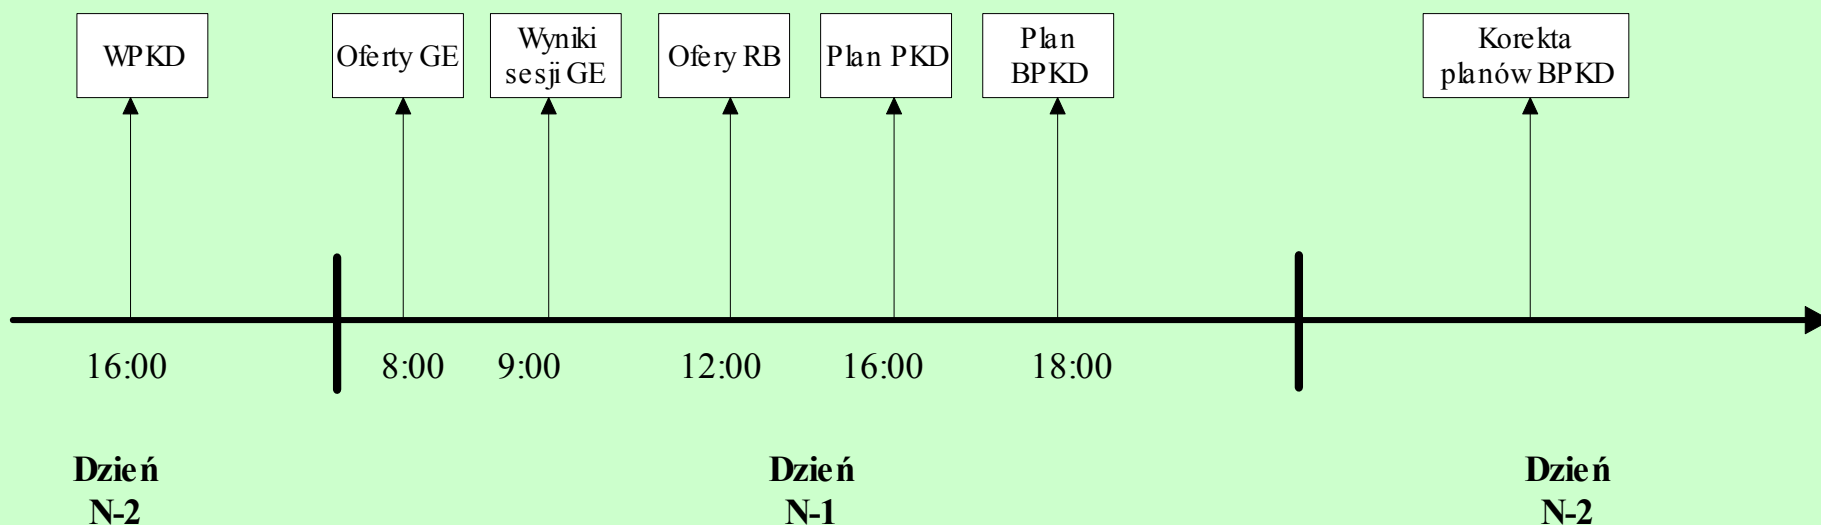 WPKD
Oferty GE
Wyniki
sesji GE
Ofery RB
Plan PKD
Plan
BPKD
Korekta
planów BPKD
16:00
8:00
9:00
12:00
16:00
18:00
Dzień
N-2
Dzień
N-1
Dzień
N-2